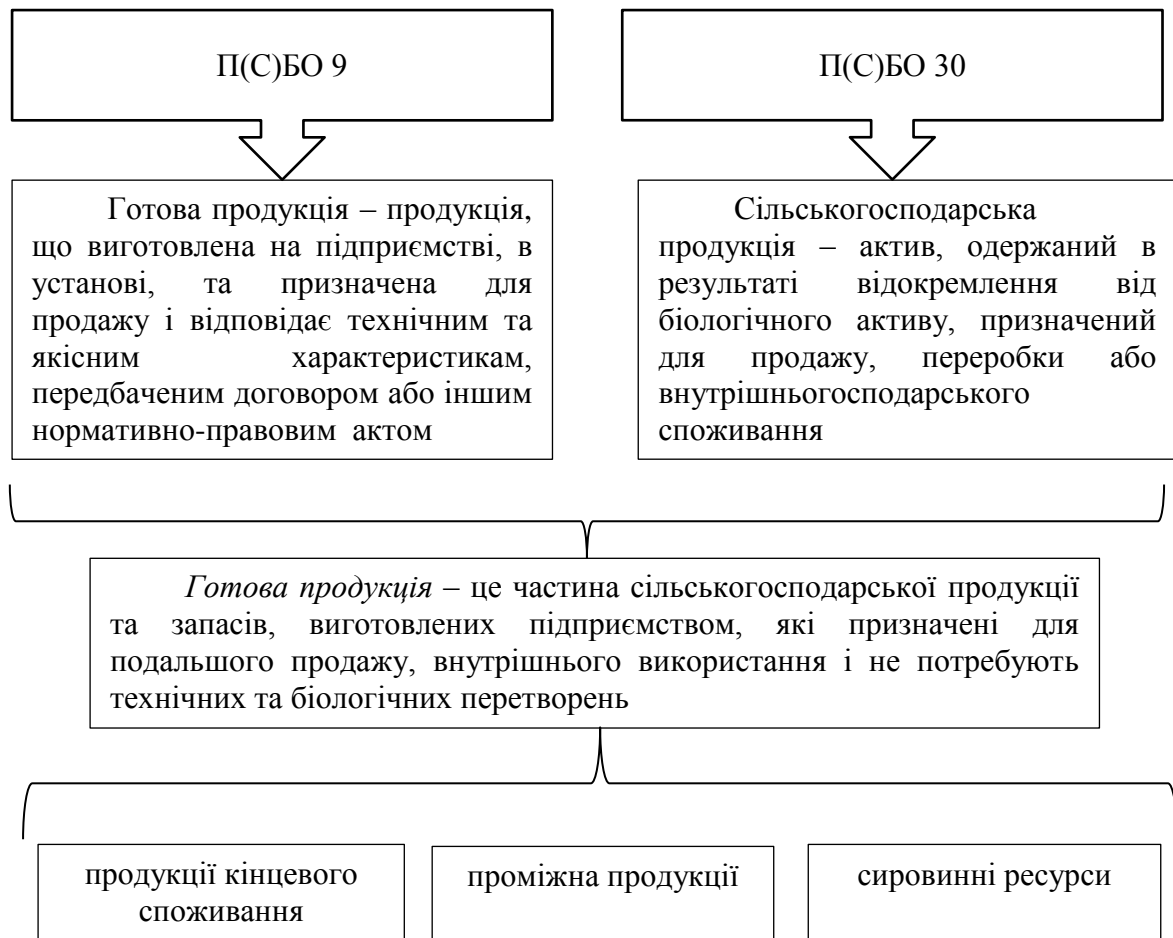 П(С)БО 9
П(С)БО 30
Готова продукція – продукція,
що виготовлена на підприємстві, в
установі, та призначена для
продажу і відповідає технічним та
якісним характеристикам,
передбаченим договором або іншим
нормативно-правовим актом
Сільськогосподарська
продукція – актив, одержаний в
результаті відокремлення від
біологічного активу, призначений
для продажу, переробки або
внутрішньогосподарського
споживання
Готова продукція – це частина сільськогосподарської продукції
та запасів, виготовлених підприємством, які призначені для
подальшого продажу, внутрішнього використання і не потребують
технічних та біологічних перетворень
продукції кінцевого
споживання
проміжна продукції
сировинні ресурси